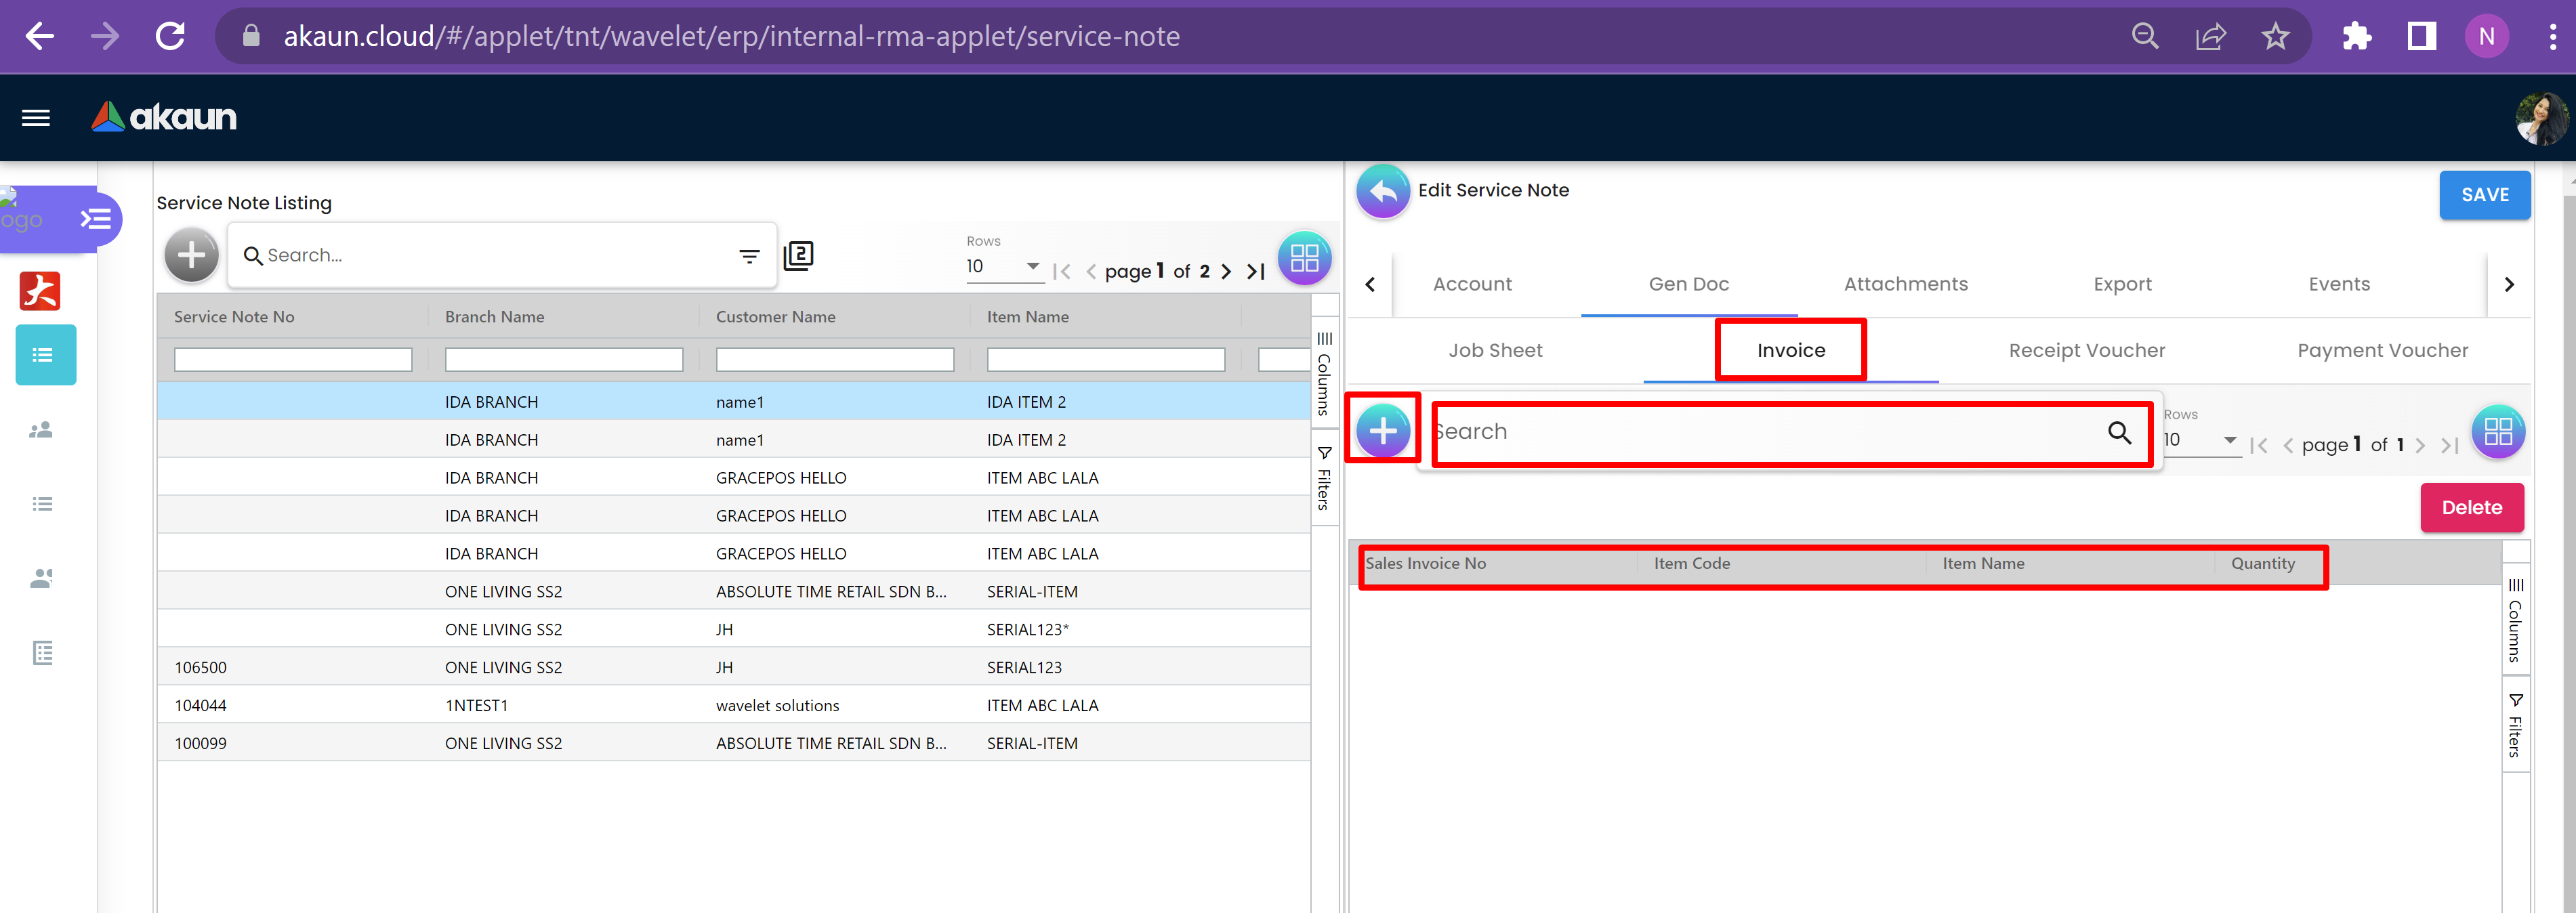 akaun.cloud/#/applet/tnt/wavelet/erp/internal-rma-applet/service-note
N
akaun
ogo
Service Note Listing
Search...
2
Rows
10
page 1 of 2
Service Note No Branch Name Customer Name Item Name
IDA BRANCH name1 IDA ITEM 2
IDA BRANCH name1 IDA ITEM 2
IDA BRANCH GRACEPOS HELLO ITEM ABC LALA
IDA BRANCH GRACEPOS HELLO ITEM ABC LALA
IDA BRANCH GRACEPOS HELLO ITEM ABC LALA
ONE LIVING SS2 ABSOLUTE TIME RETAIL SDN B... SERIAL-ITEM
ONE LIVING SS2 JH SERIAL123*
106500 ONE LIVING SS2 JH SERIAL123
104044 1NTEST1 wavelet solutions ITEM ABC LALA
100099 ONE LIVING SS2 ABSOLUTE TIME RETAIL SDN B... SERIAL-ITEM
Columns
Filters
Edit Service Note
SAVE
Account Gen Doc Attachments Export Events
Job Sheet Invoice Receipt Voucher Payment Voucher
Search
Rows
10
page 1 of 1
Delete
Sales Invoice No Item Code Item Name Quantity
Columns
Filters